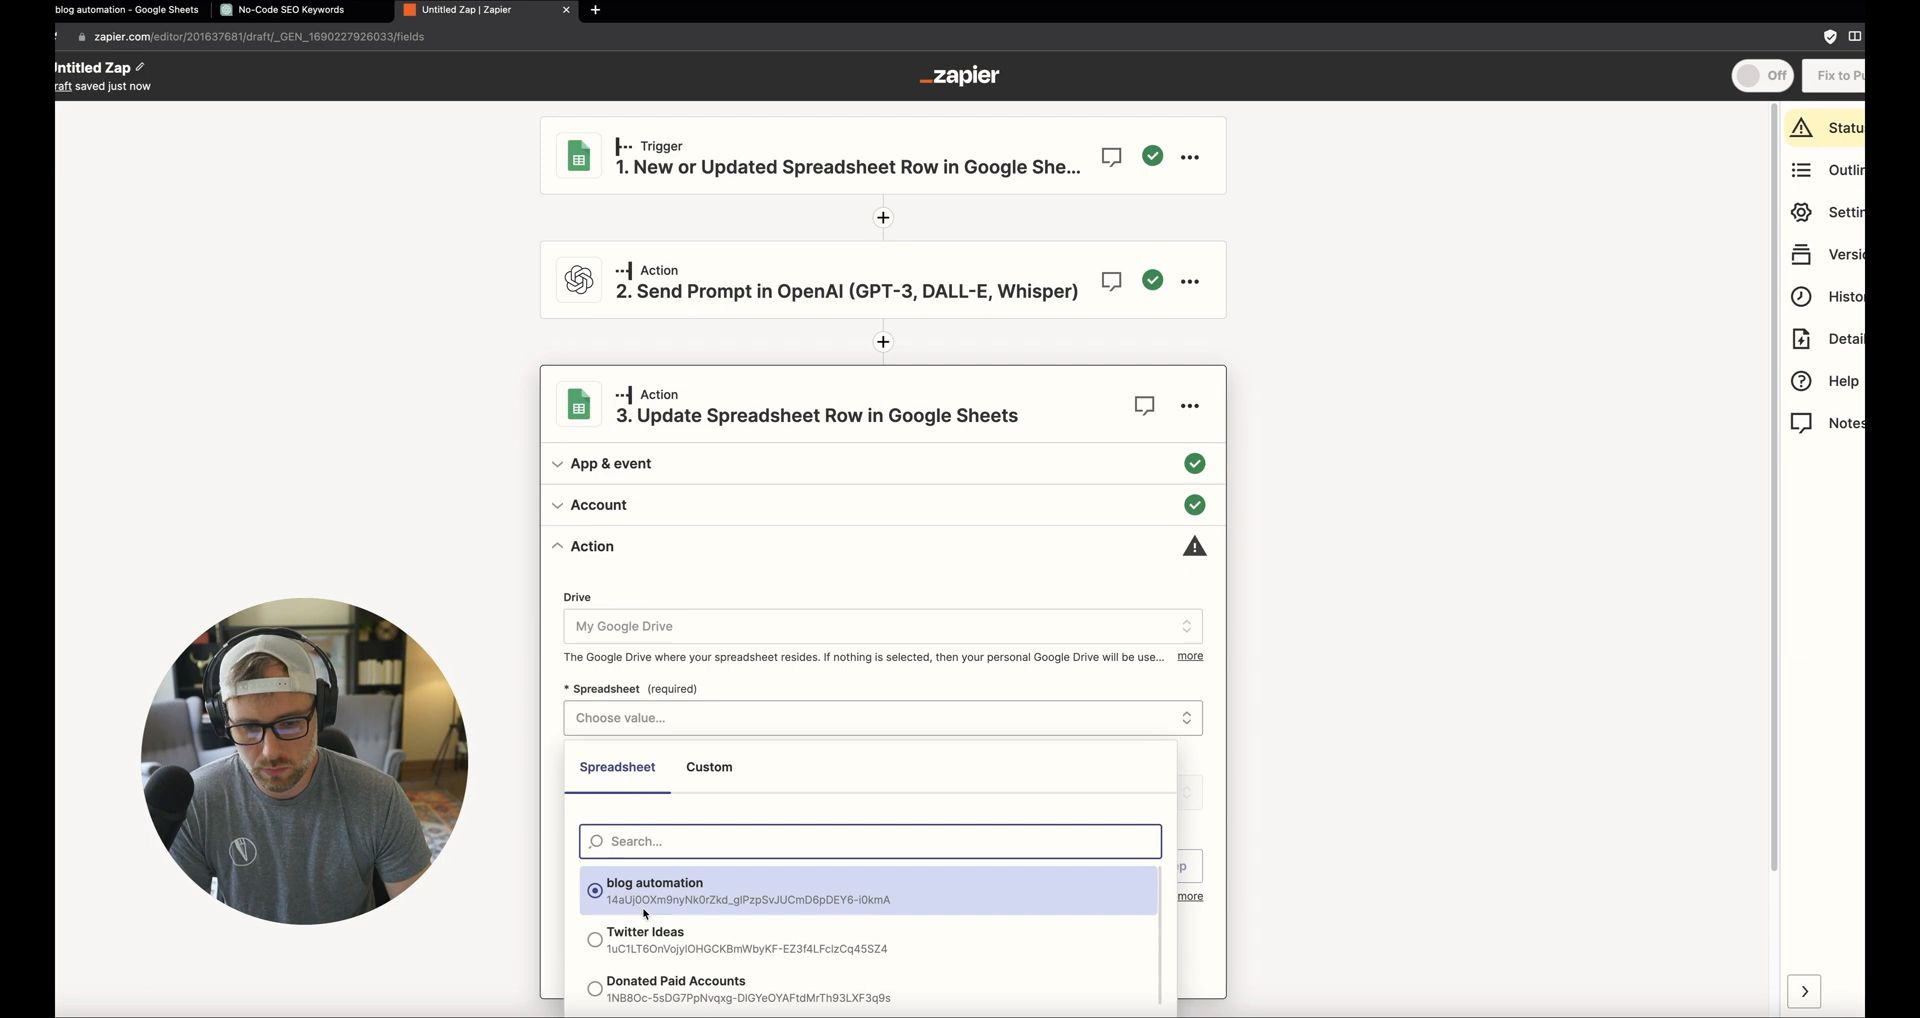 blog automation - Google Sheets
No-Code SEO Keywords
Untitled Zap | Zapier
zapier.com/editor/201637681/draft/_GEN_1690227926033/fields
ntitled Zap
raft saved just now
zapier
Off
Fix to Pu
Trigger
1. New or Updated Spreadsheet Row in Google She...
Action
2. Send Prompt in OpenAI (GPT-3, DALL-E, Whisper)
Action
3. Update Spreadsheet Row in Google Sheets
App & event
Account
Action
Drive
My Google Drive
The Google Drive where your spreadsheet resides. If nothing is selected, then your personal Google Drive will be use... more
* Spreadsheet (required)
Choose value...
Spreadsheet
Custom
Search...
blog automation
14aUj0OXm9nyNk0rZkd_glPzpSvJUCmD6pDEY6-i0kmA
Twitter Ideas
1uC1LT6OnVojylOHGCKBmWbyKF-EZ3f4LFclzCq45SZ4
Donated Paid Accounts
1NB8Oc-5sDG7PpNvqxg-DIGYeOYAFtdMrTh93LXF3q9s
ep
more
Statu
Outlin
Settin
Versio
Histo
Detail
Help
Notes